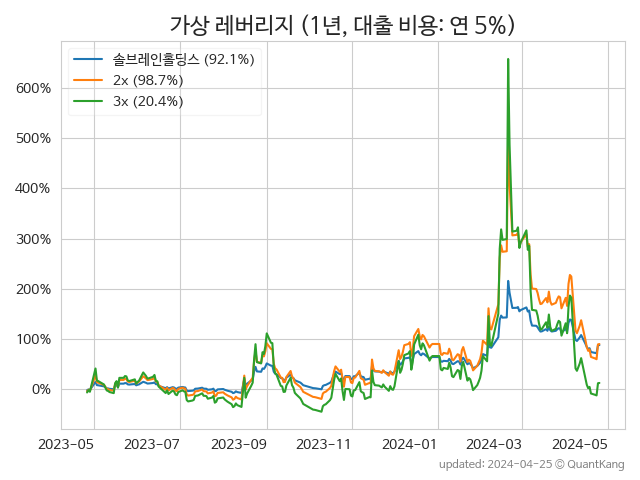 가상 레버리지 (1년, 대출 비용: 연 5%)
솔브레인홀딩스 (92.1%)
2x (98.7%)
3x (20.4%)
600%
500%
400%
300%
200%
100%
0%
2023-05 2023-07 2023-09 2023-11 2024-01 2024-03 2024-05
updated: 2024-04-25 © QuantKang